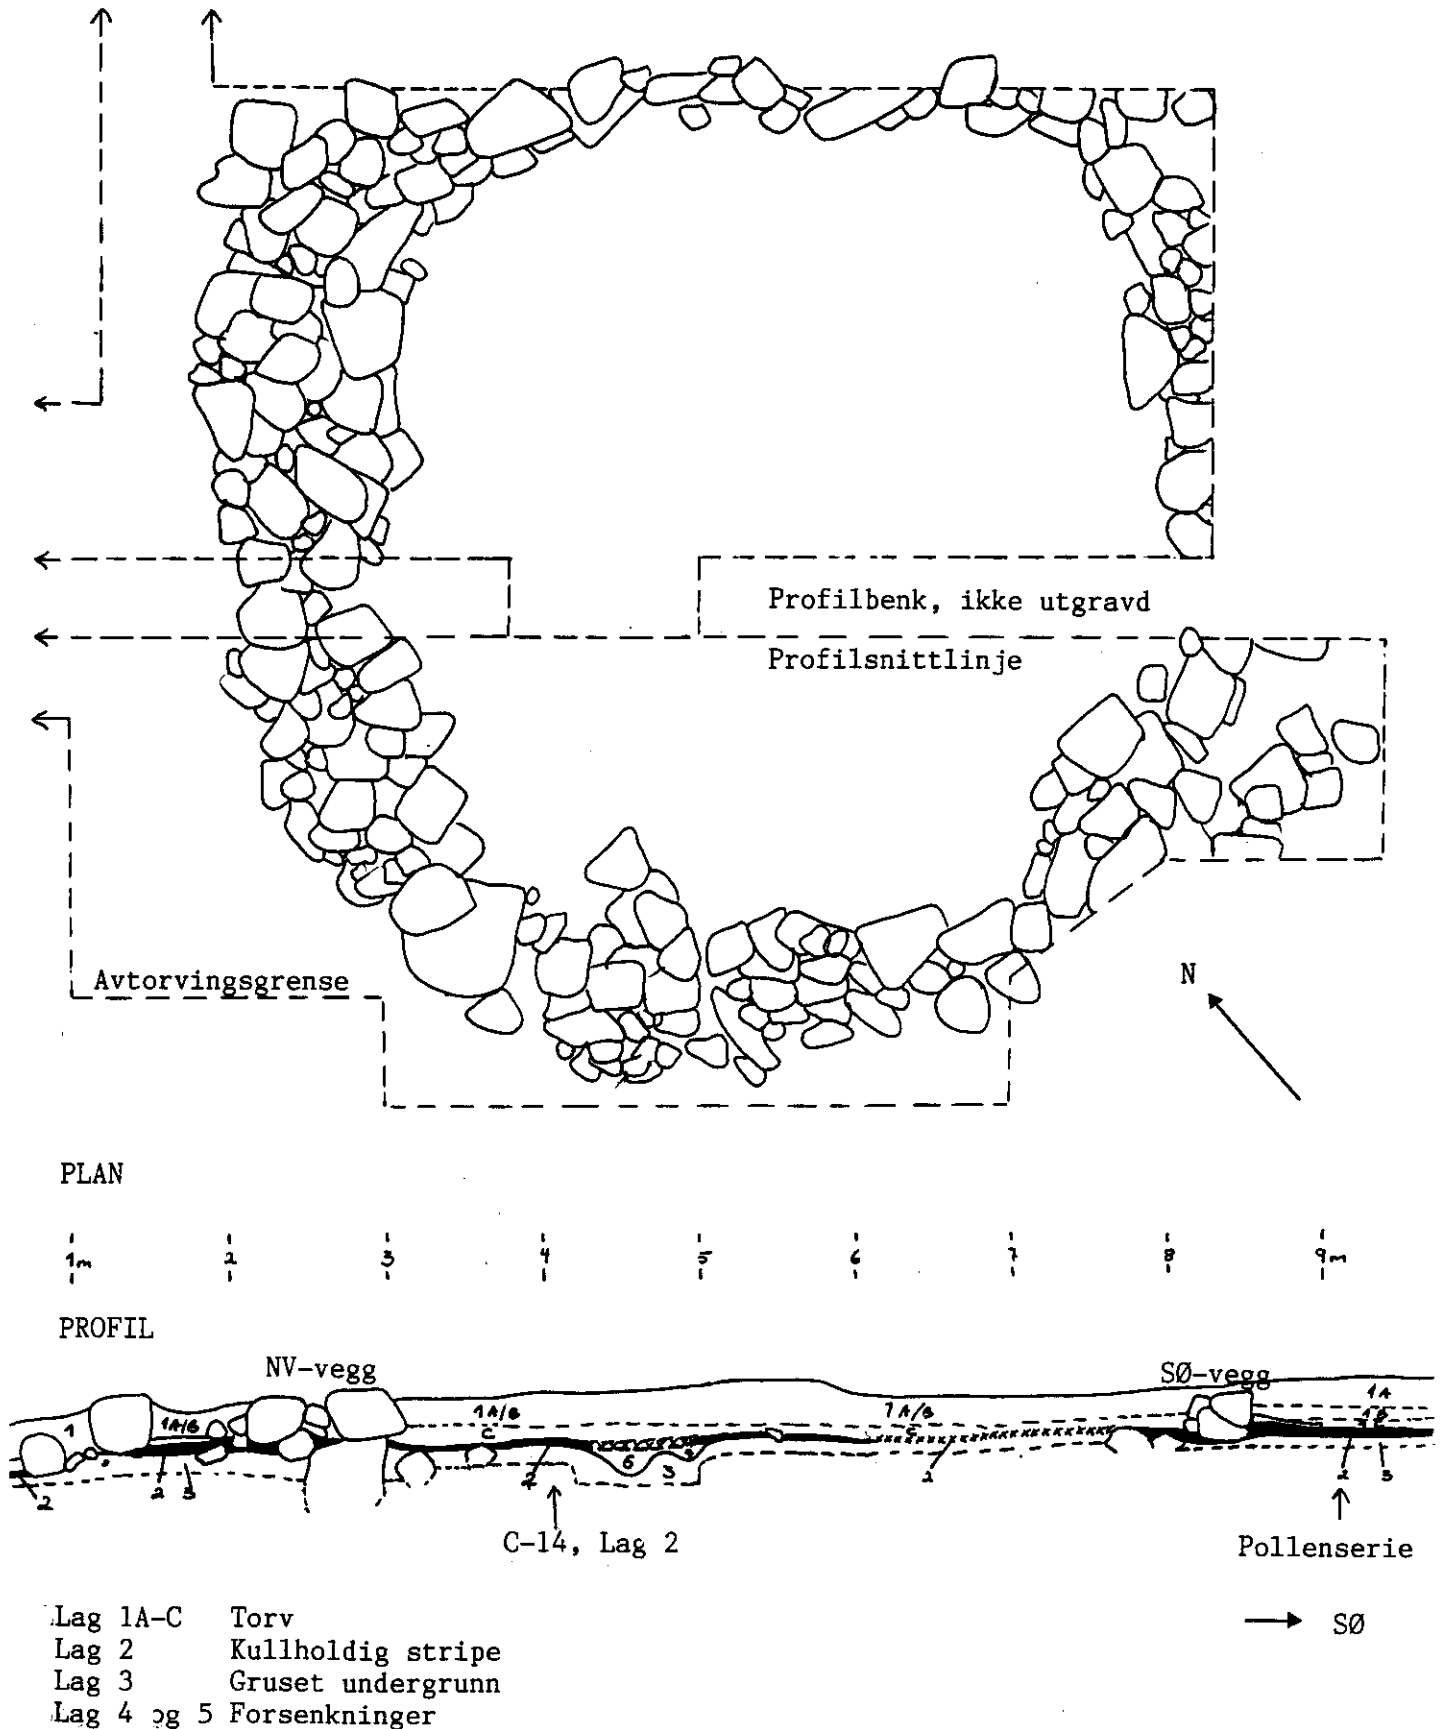 Profilbenk, ikke utgravd
Profilsnittlinje
N
Avtorvingsgrense
PLAN
1m 2 3 4 5 6 7 8 9m
PROFIL
NV-vegg SØ-vegg
1 1A/B 1A/B 1A/B 1A
C C 1B
6 3
2 2 3 2 2 2 3
C-14, Lag 2
Pollenserie
SØ
Lag 1A-C Torv
Lag 2 Kullholdig stripe
Lag 3 Gruset undergrunn
Lag 4 og 5 Forsenkninger